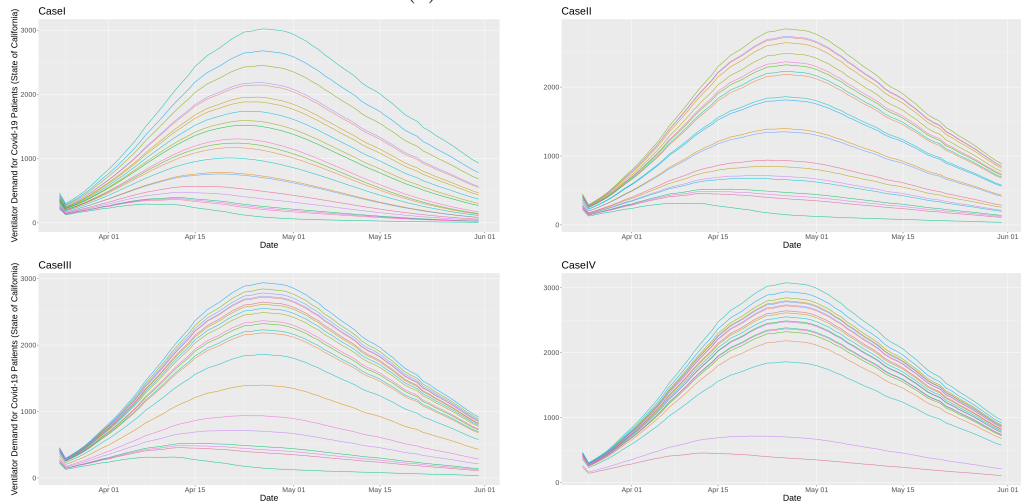 CaseI
CaseII
Ventilator Demand for Covid-19 Patients (State of California)
3000
2000
1000
0
2000
1000
0
Apr 01
Apr 15
May 01
May 15
Jun 01
Apr 01
Apr 15
May 01
May 15
Jun 01
Date
Date
CaseIII
CaseIV
Ventilator Demand for Covid-19 Patients (State of California)
3000
2000
1000
0
3000
2000
1000
0
Apr 01
Apr 15
May 01
May 15
Jun 01
Apr 01
Apr 15
May 01
May 15
Jun 01
Date
Date